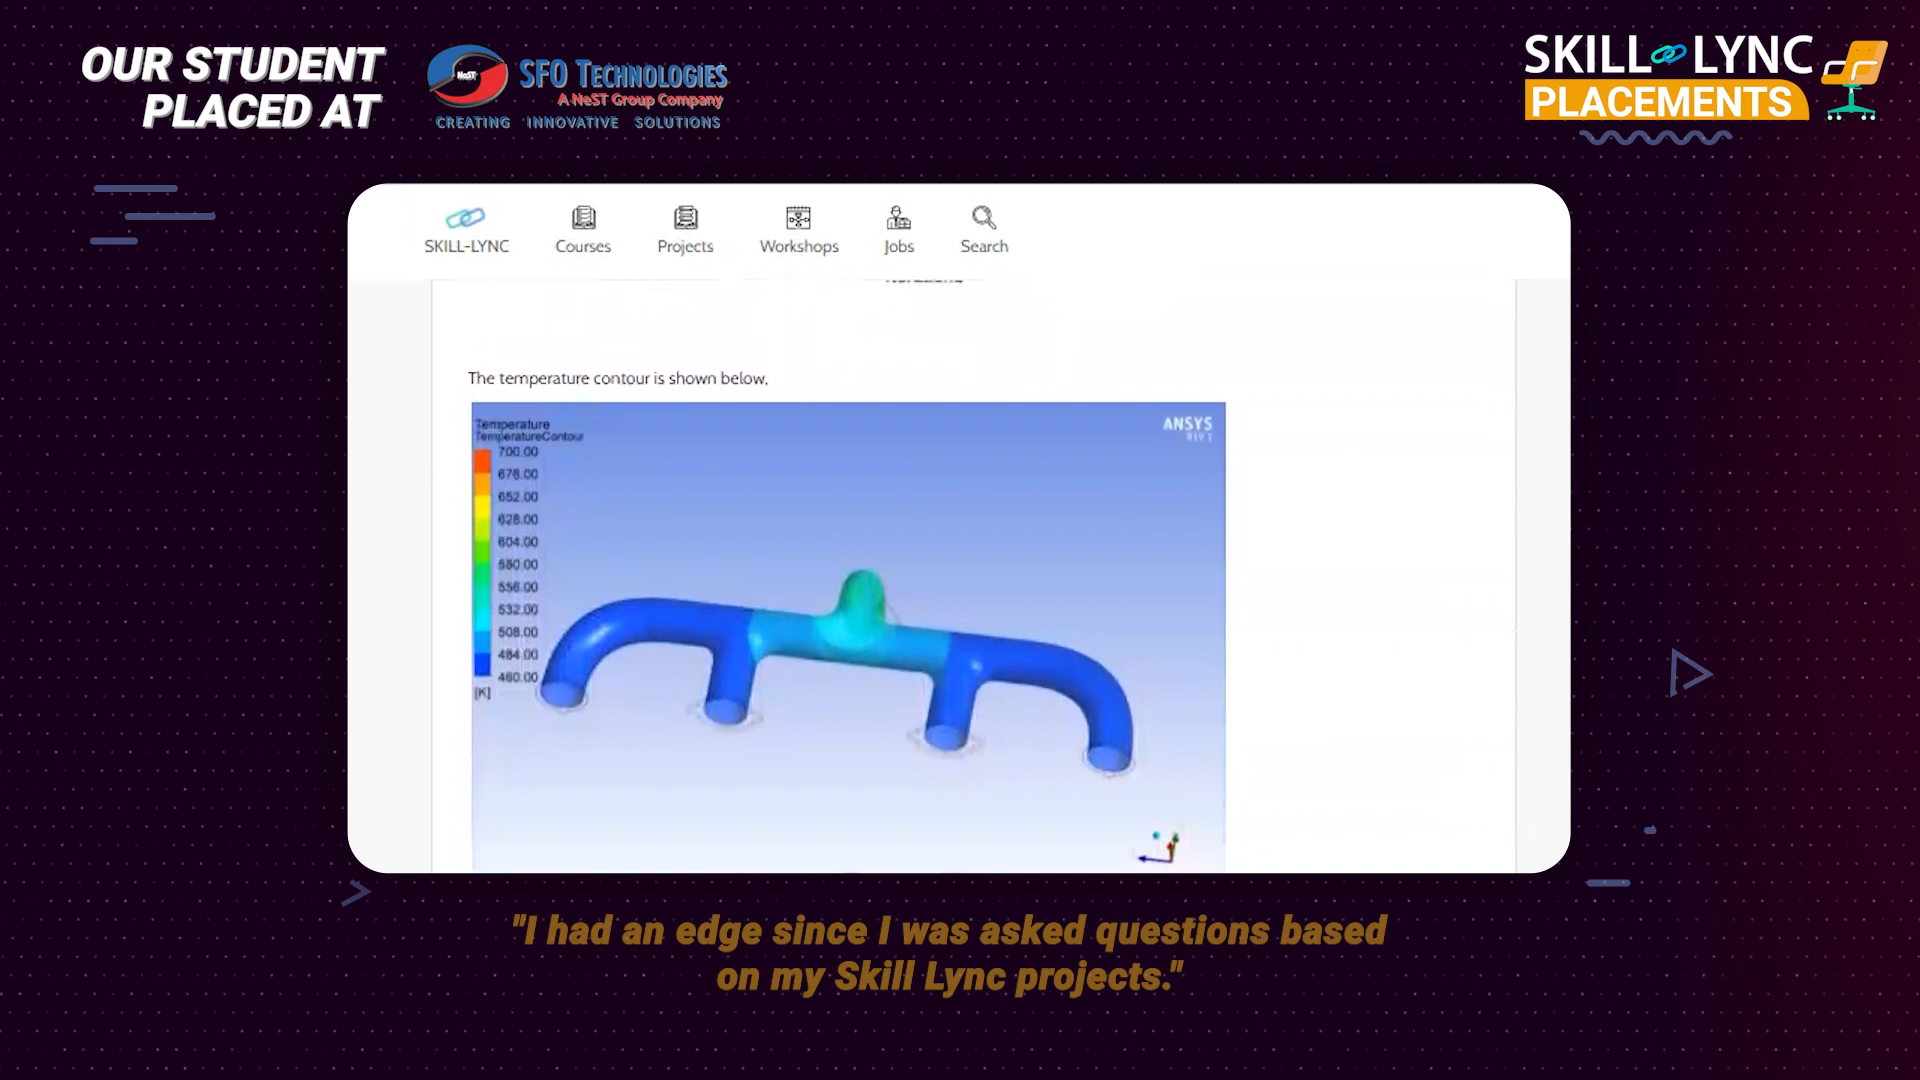 OUR STUDENT
PLACED AT
NeST
SFO TECHNOLOGIES
A NeST Group Company
CREATING INNOVATIVE SOLUTIONS
SKILL LYNC
PLACEMENTS
SKILL-LYNC
Courses
Projects
Workshops
Jobs
Search
The temperature contour is shown below,
Temperature
TemperatureContour
ANSYS
700.00
676.00
652.00
628.00
604.00
580.00
556.00
532.00
508.00
484.00
460.00
[K]
"I had an edge since I was asked questions based
on my Skill Lync projects."